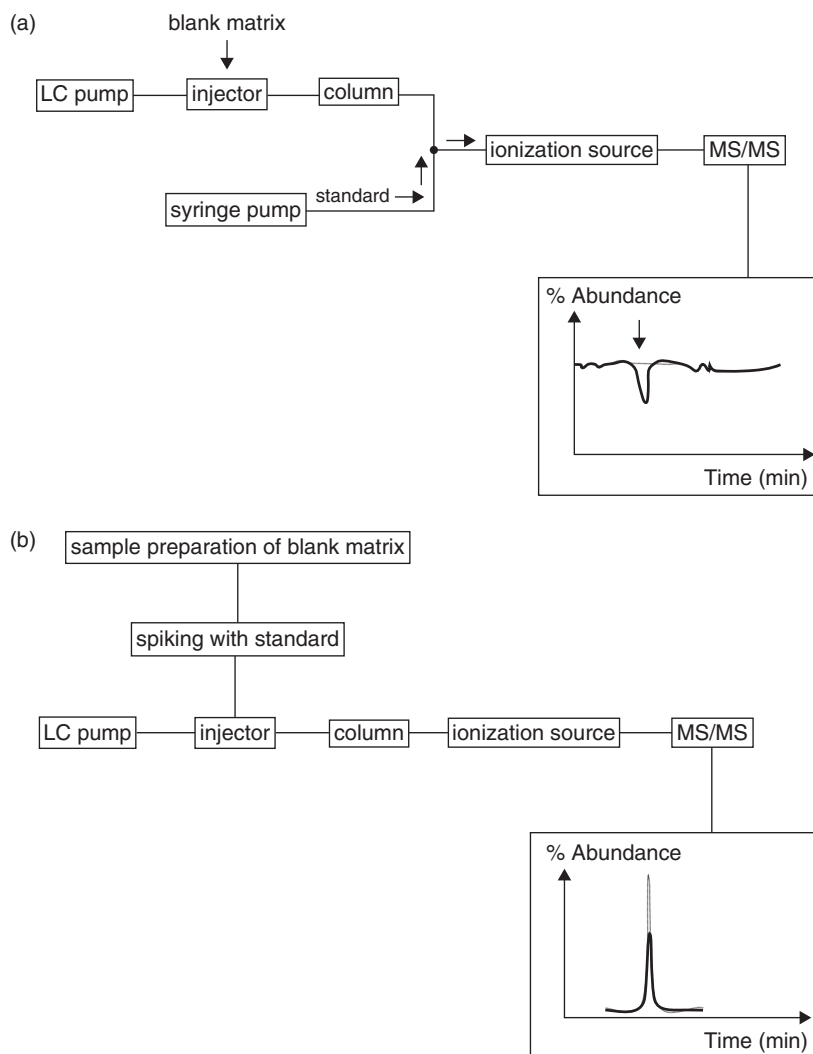 (a)
blank matrix
LC pump
injector
column
ionization source
MS/MS
standard
syringe pump
% Abundance
Time (min)
(b)
sample preparation of blank matrix
spiking with standard
LC pump
injector
column
ionization source
MS/MS
% Abundance
Time (min)